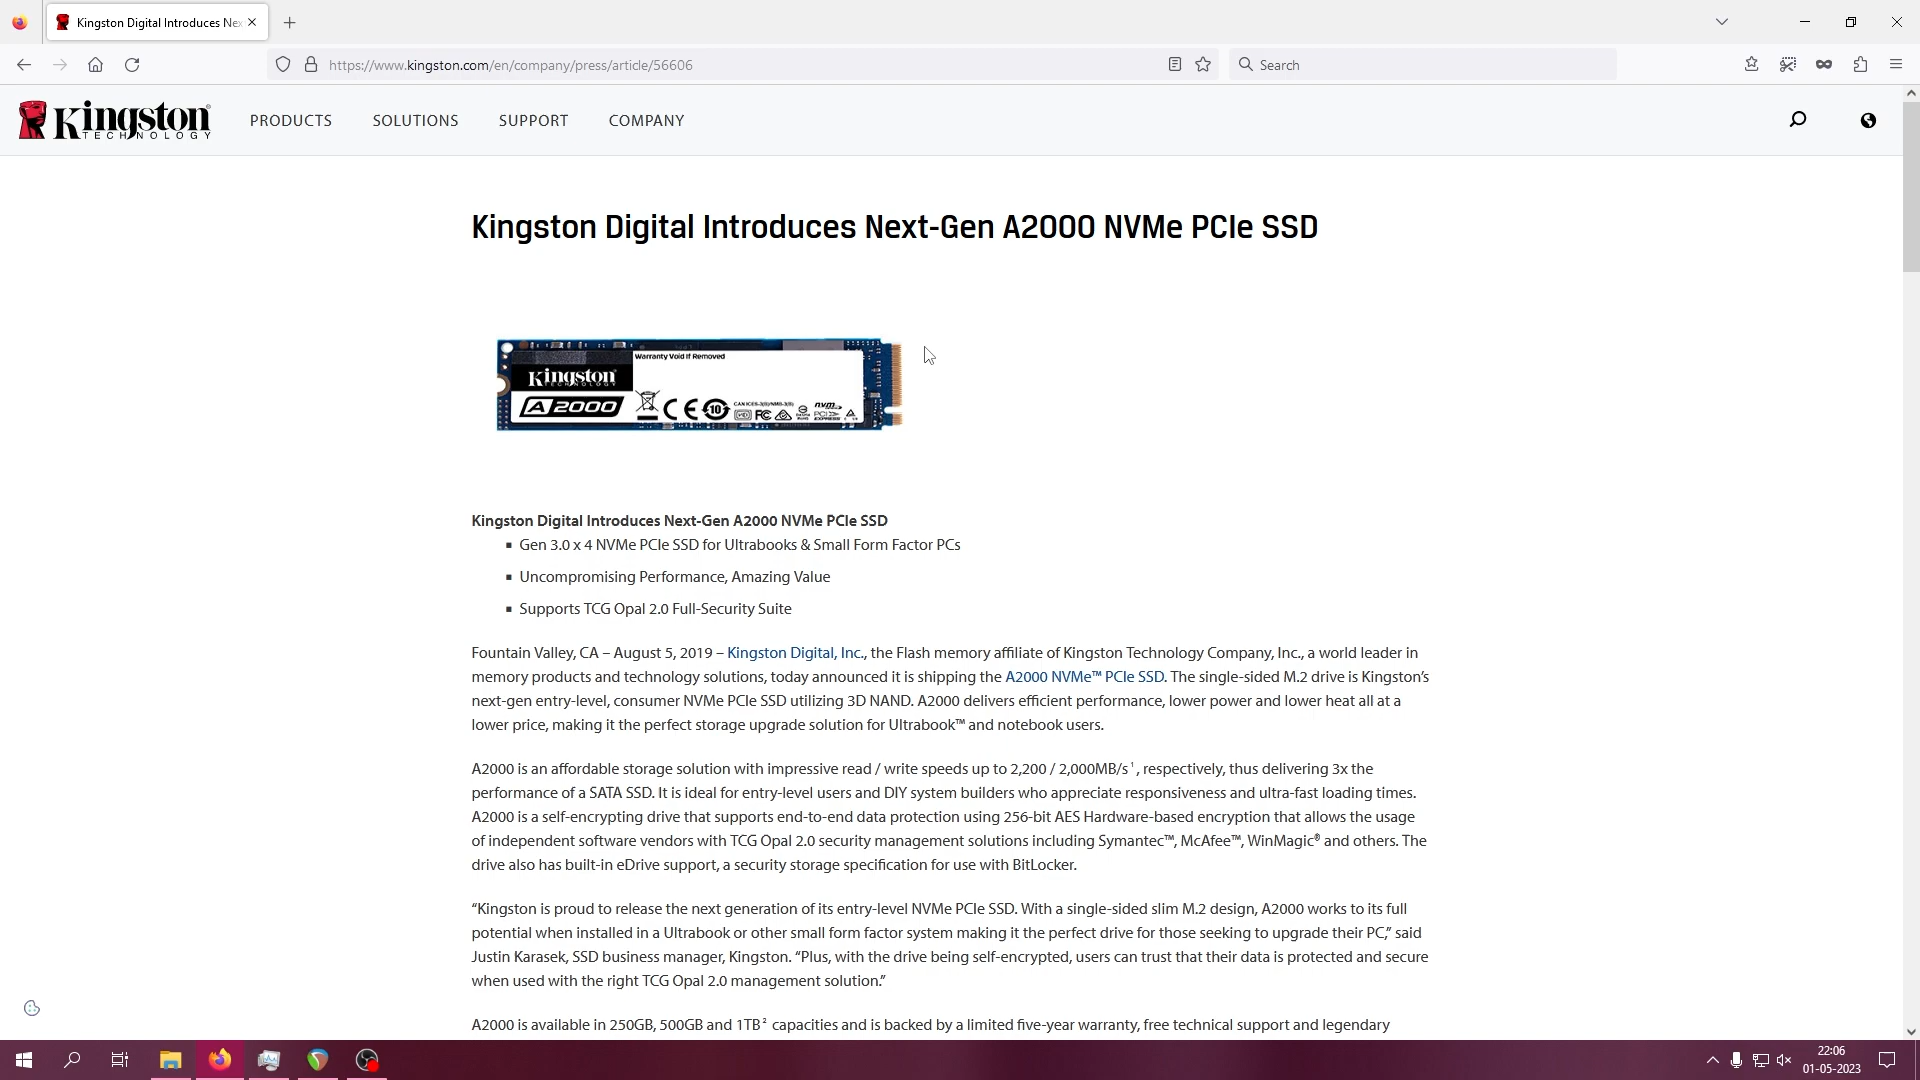 Kingston Digital Introduces Nex
https://www.kingston.com/en/company/press/article/56606
Search
Kingston
TECHNOLOGY
PRODUCTS
SOLUTIONS
SUPPORT
COMPANY
Kingston Digital Introduces Next-Gen A2000 NVMe PCIe SSD
Warranty Void If Removed
Kingston
TECHNOLOGY
A2000
CAN ICES-3(B)/NMB-3(B)
10
nvm
PCI
EXPRESS
Kingston Digital Introduces Next-Gen A2000 NVMe PCIe SSD
▪ Gen 3.0 x 4 NVMe PCIe SSD for Ultrabooks & Small Form Factor PCs
▪ Uncompromising Performance, Amazing Value
▪ Supports TCG Opal 2.0 Full-Security Suite
Fountain Valley, CA – August 5, 2019 – Kingston Digital, Inc., the Flash memory affiliate of Kingston Technology Company, Inc., a world leader in
memory products and technology solutions, today announced it is shipping the A2000 NVMe™ PCIe SSD. The single-sided M.2 drive is Kingston’s
next-gen entry-level, consumer NVMe PCIe SSD utilizing 3D NAND. A2000 delivers efficient performance, lower power and lower heat all at a
lower price, making it the perfect storage upgrade solution for Ultrabook™ and notebook users.
A2000 is an affordable storage solution with impressive read / write speeds up to 2,200 / 2,000MB/s¹, respectively, thus delivering 3x the
performance of a SATA SSD. It is ideal for entry-level users and DIY system builders who appreciate responsiveness and ultra-fast loading times.
A2000 is a self-encrypting drive that supports end-to-end data protection using 256-bit AES Hardware-based encryption that allows the usage
of independent software vendors with TCG Opal 2.0 security management solutions including Symantec™, McAfee™, WinMagic® and others. The
drive also has built-in eDrive support, a security storage specification for use with BitLocker.
“Kingston is proud to release the next generation of its entry-level NVMe PCIe SSD. With a single-sided slim M.2 design, A2000 works to its full
potential when installed in a Ultrabook or other small form factor system making it the perfect drive for those seeking to upgrade their PC,” said
Justin Karasek, SSD business manager, Kingston. “Plus, with the drive being self-encrypted, users can trust that their data is protected and secure
when used with the right TCG Opal 2.0 management solution.”
A2000 is available in 250GB, 500GB and 1TB² capacities and is backed by a limited five-year warranty, free technical support and legendary
22:06
01-05-2023